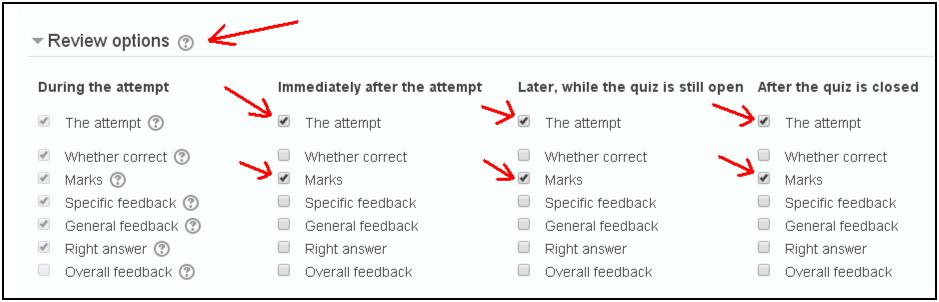 Review options ?
During the attempt Immediately after the attempt Later, while the quiz is still open After the quiz is closed
The attempt ? The attempt The attempt The attempt
Whether correct ? Whether correct Whether correct Whether correct
Marks ? Marks Marks Marks
Specific feedback ? Specific feedback Specific feedback Specific feedback
General feedback ? General feedback General feedback General feedback
Right answer ? Right answer Right answer Right answer
Overall feedback ? Overall feedback Overall feedback Overall feedback